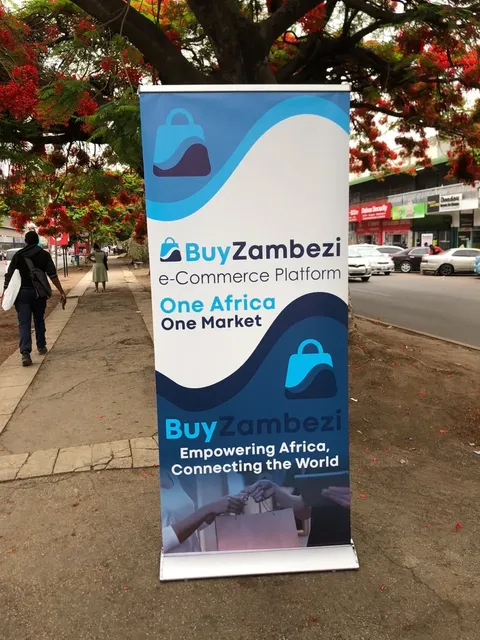 BuyZambezi
e-Commerce Platform
One Africa
One Market
BuyZambezi
Empowering Africa,
Connecting the World